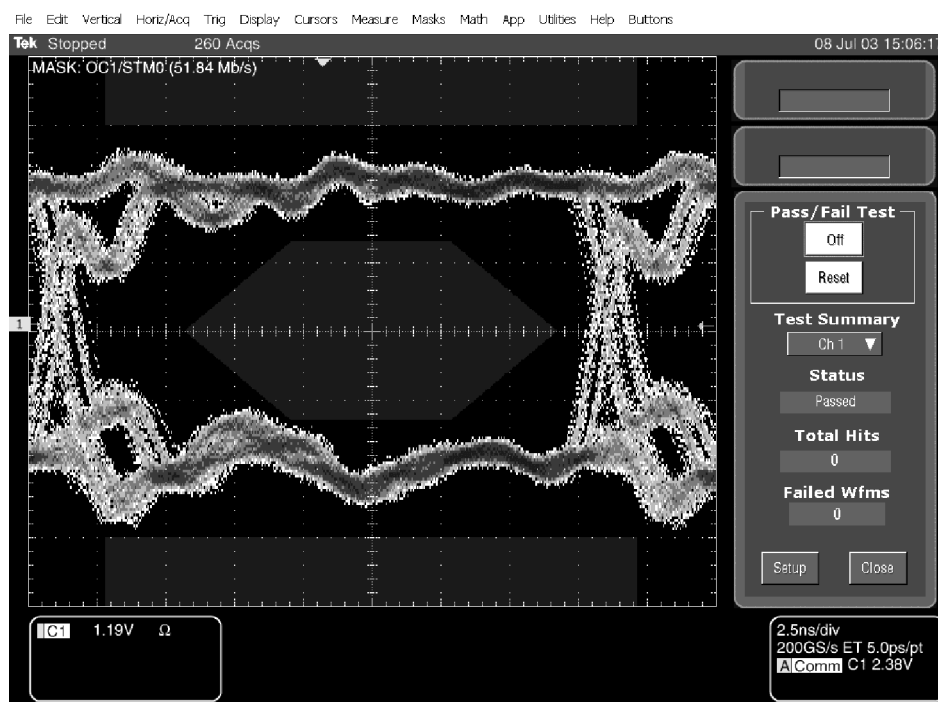 File Edit Vertical Horiz/Acq Trig Display Cursors Measure Masks Math App Utilities Help Buttons
Tek Stopped 260 Acqs 08 Jul 03 15:06:17
MASK: OC1/STM0 (51.84 Mb/s)
Pass/Fail Test
Off
Reset
1
Test Summary
Ch 1
Status
Passed
Total Hits
0
Failed Wfms
0
Setup Close
C1 1.19V Ω
2.5ns/div
200GS/s ET 5.0ps/pt
A Comm C1 2.38V